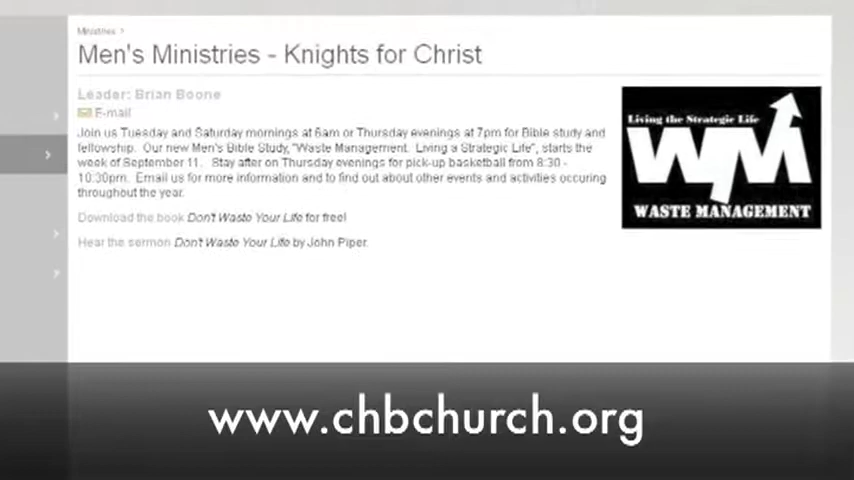 Ministries >
Men's Ministries - Knights for Christ
Leader: Brian Boone
E-mail
Join us Tuesday and Saturday mornings at 6am or Thursday evenings at 7pm for Bible study and
fellowship. Our new Men's Bible Study, "Waste Management. Living a Strategic Life", starts the
week of September 11. Stay after on Thursday evenings for pick-up basketball from 8:30 -
10:30pm. Email us for more information and to find out about other events and activities occuring
throughout the year.
Download the book Don't Waste Your Life for free!
Hear the sermon Don't Waste Your Life by John Piper.
Living the Strategic Life
WM
WASTE MANAGEMENT
www.chbchurch.org